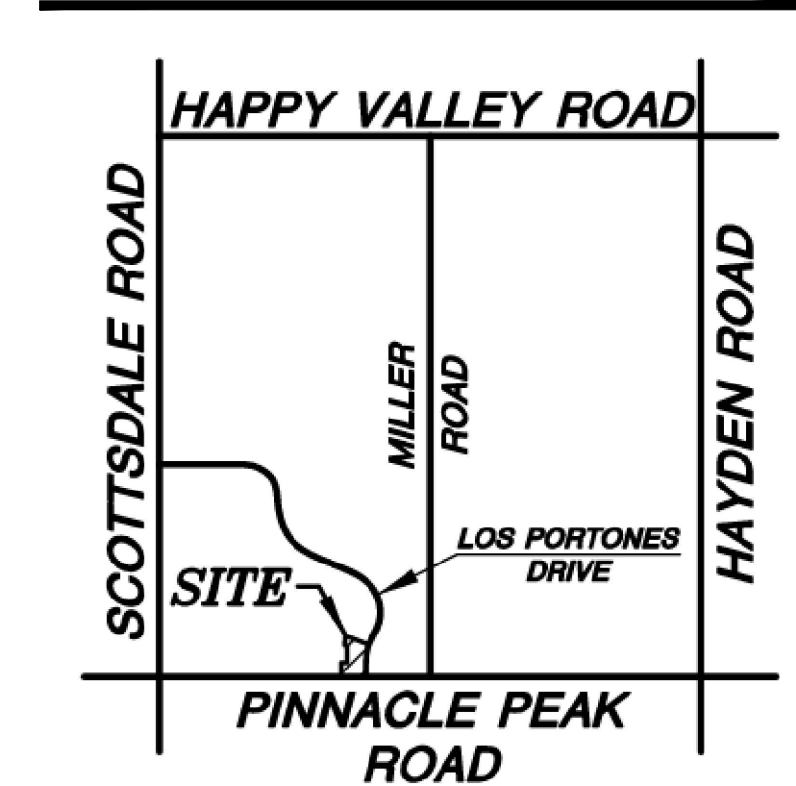 HAPPY VALLEY ROAD
SCOTTSDALE ROAD
HAYDEN ROAD
MILLER
ROAD
LOS PORTONES
DRIVE
SITE
PINNACLE PEAK
ROAD